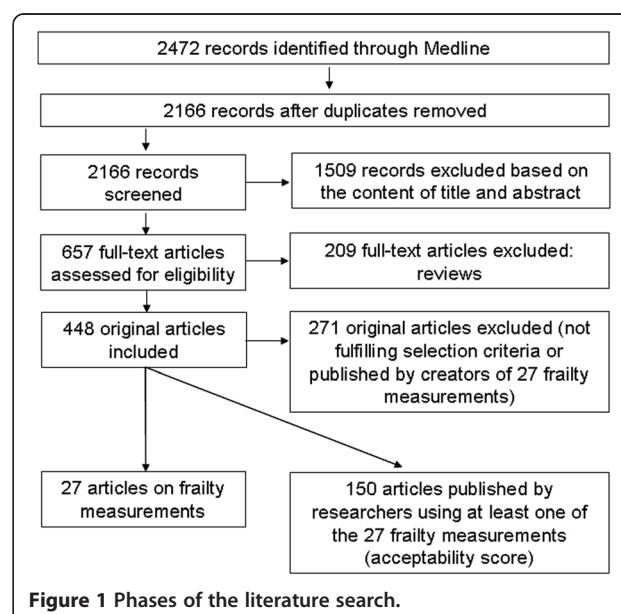 2472 records identified through Medline
2166 records after duplicates removed
2166 records
screened
1509 records excluded based on
the content of title and abstract
657 full-text articles
assessed for eligibility
209 full-text articles excluded:
reviews
448 original articles
included
271 original articles excluded (not
fulfilling selection criteria or
published by creators of 27 frailty
measurements)
27 articles on frailty
measurements
150 articles published by
researchers using at least one of
the 27 frailty measurements
(acceptability score)
Figure 1 Phases of the literature search.